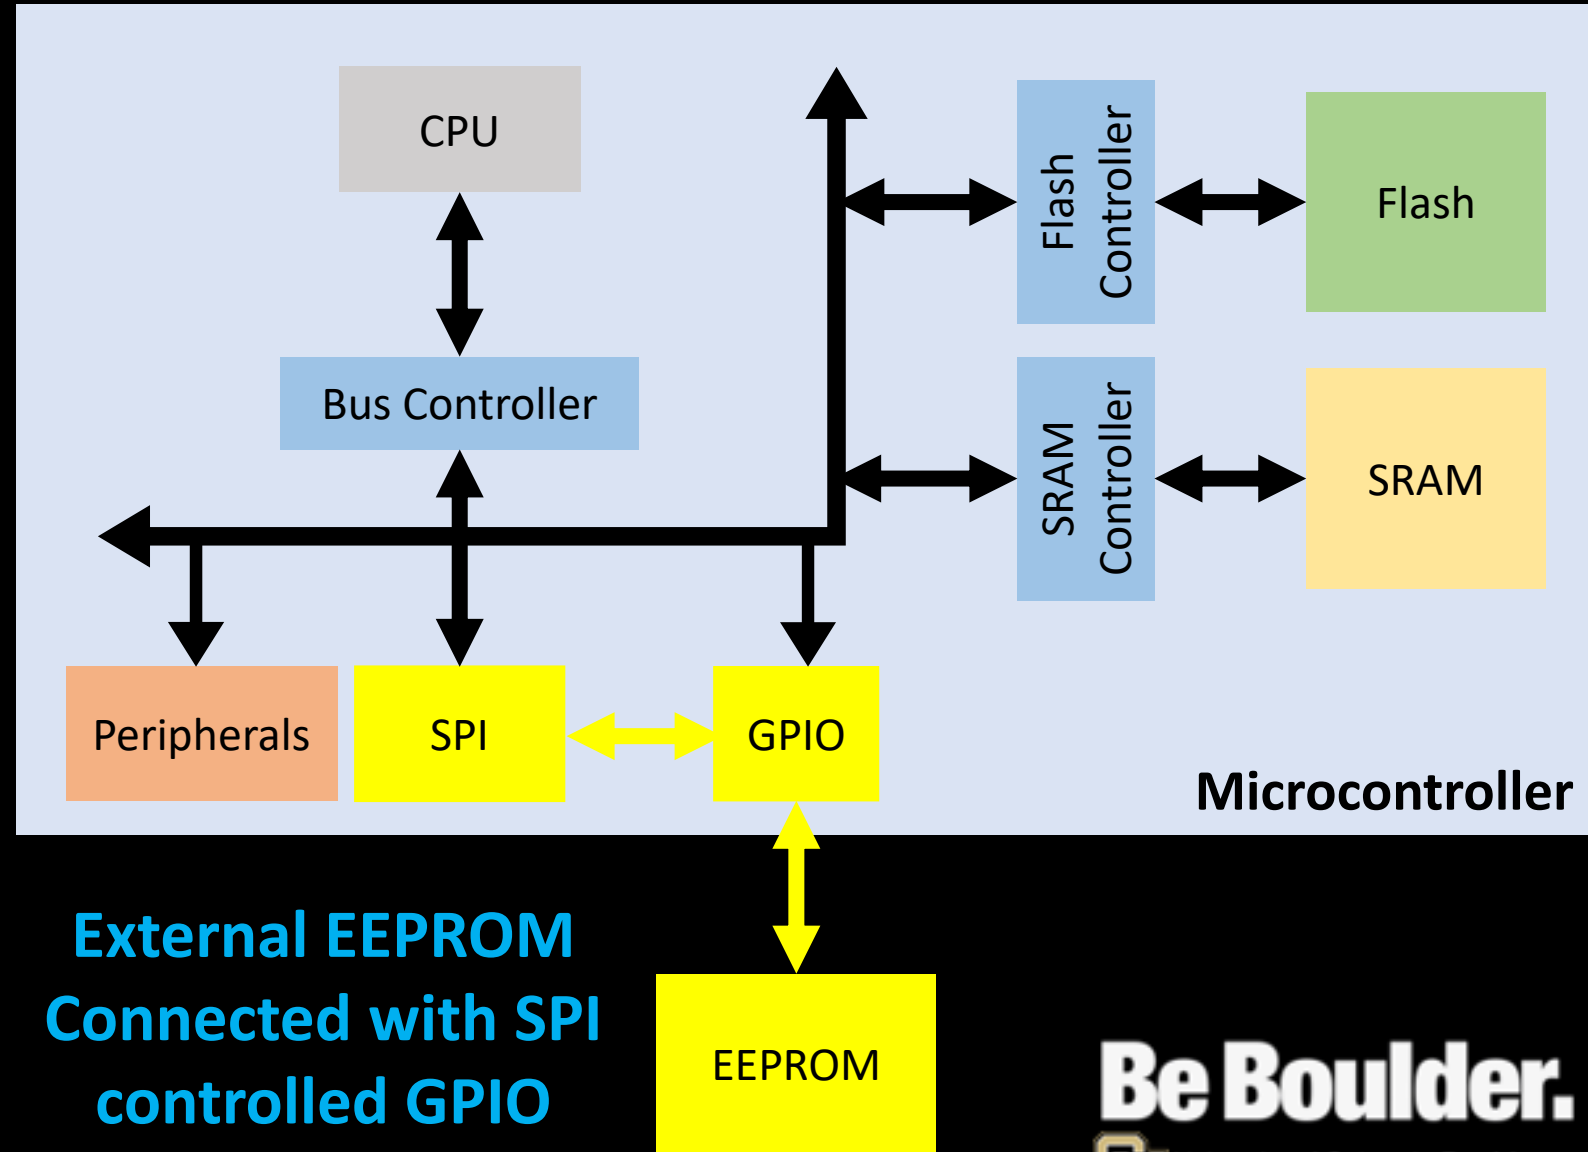 CPU
Flash
Controller
Flash
Bus Controller
SRAM
Controller
SRAM
Peripherals
SPI
GPIO
Microcontroller
External EEPROM
Connected with SPI
controlled GPIO
EEPROM
Be Boulder.